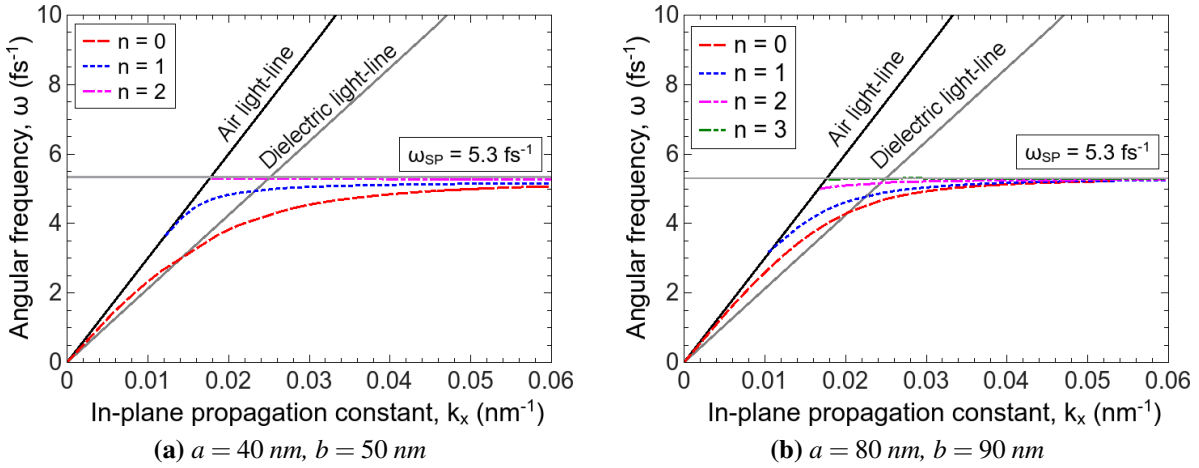 10
8
6
4
2
0
Angular frequency, ω (fs⁻¹)
n = 0
n = 1
n = 2
Air light-line
Dielectric light-line
ωSP = 5.3 fs⁻¹
0 0.01 0.02 0.03 0.04 0.05 0.06
In-plane propagation constant, kx (nm⁻¹)
(a) a = 40 nm, b = 50 nm
10
8
6
4
2
0
Angular frequency, ω (fs⁻¹)
n = 0
n = 1
n = 2
n = 3
Air light-line
Dielectric light-line
ωSP = 5.3 fs⁻¹
0 0.01 0.02 0.03 0.04 0.05 0.06
In-plane propagation constant, kx (nm⁻¹)
(b) a = 80 nm, b = 90 nm